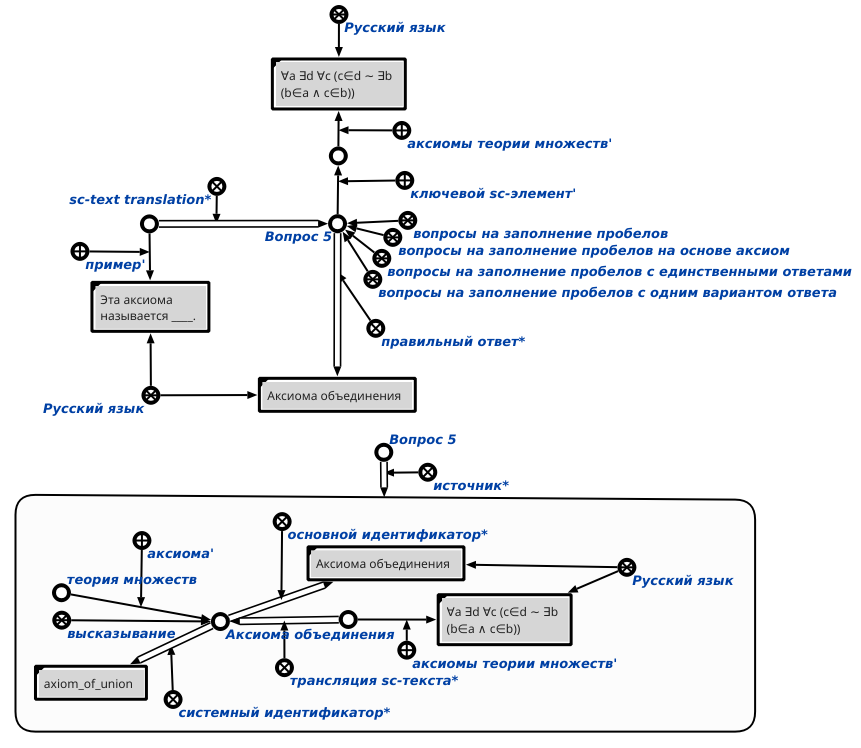 Русский язык
∀a ∃d ∀c (c∈d ~ ∃b
(b∈a ∧ c∈b))
аксиомы теории множеств'
ключевой sc-элемент'
sc-text translation*
Вопрос 5
вопросы на заполнение пробелов
вопросы на заполнение пробелов на основе аксиом
вопросы на заполнение пробелов с единственными ответами
вопросы на заполнение пробелов с одним вариантом ответа
пример'
Эта аксиома
называется ____.
правильный ответ*
Русский язык
Аксиома объединения
Вопрос 5
источник*
основной идентификатор*
аксиома'
Аксиома объединения
теория множеств
Русский язык
∀a ∃d ∀c (c∈d ~ ∃b
(b∈a ∧ c∈b))
высказывание
Аксиома объединения
аксиомы теории множеств'
axiom_of_union
трансляция sc-текста*
системный идентификатор*